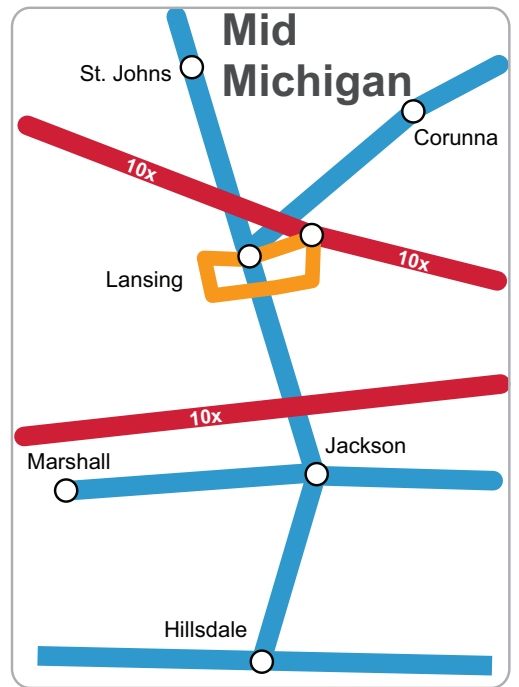 Mid
Michigan
St. Johns
Corunna
10x
10x
Lansing
10x
Jackson
Marshall
Hillsdale